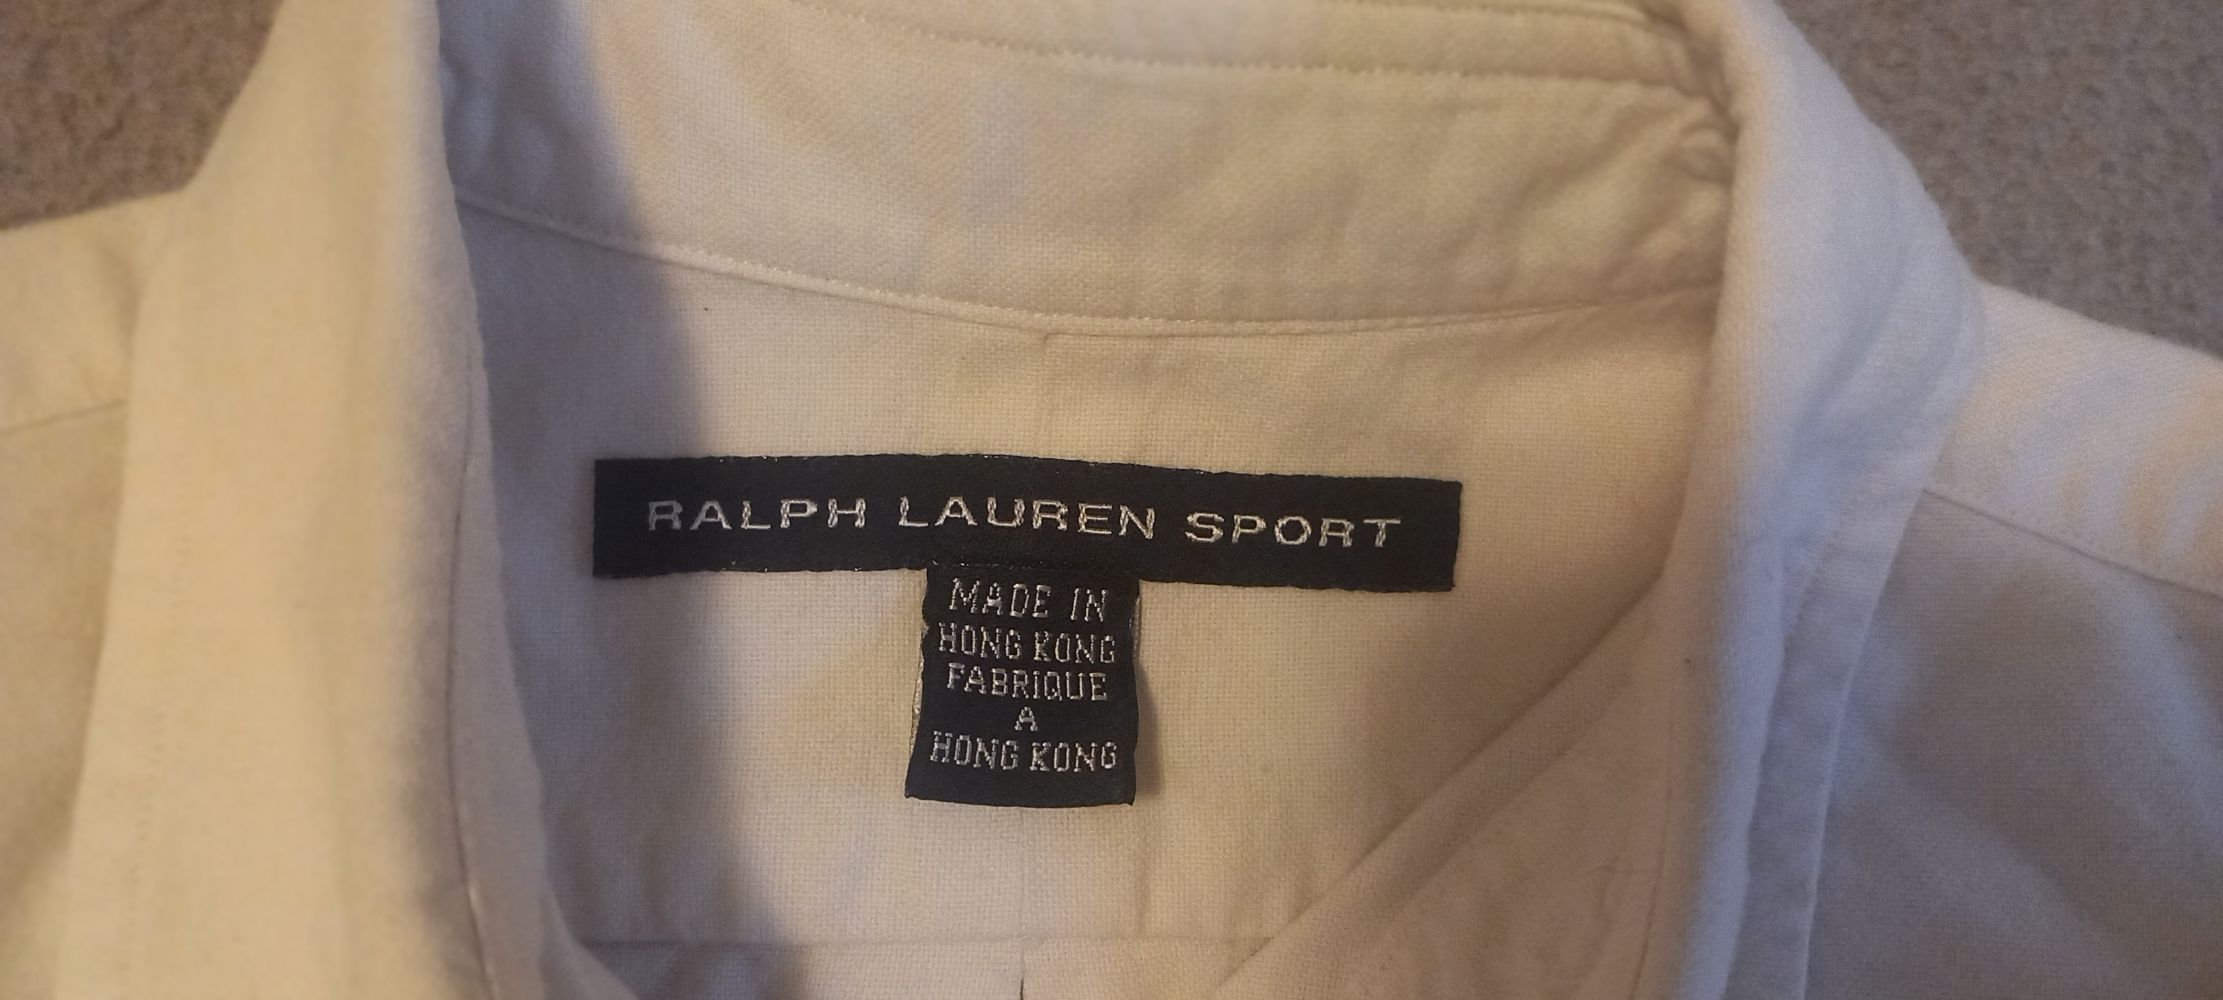 RALPH LAUREN SPORT
MADE IN
HONG KONG
FABRIQUE
A
HONG KONG